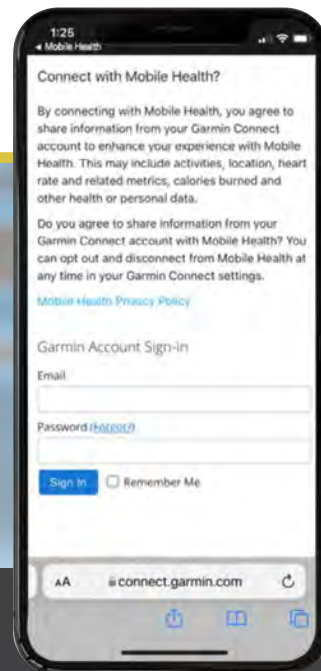 1:25
◂ Mobile Health
Connect with Mobile Health?
By connecting with Mobile Health, you agree to
share information from your Garmin Connect
account to enhance your experience with Mobile
Health. This may include activities, location, heart
rate and related metrics, calories burned and
other health or personal data.
Do you agree to share information from your
Garmin Connect account with Mobile Health? You
can opt out and disconnect from Mobile Health at
any time in your Garmin Connect settings.
Mobile Health Privacy Policy
Garmin Account Sign-in
Email
Password (Forgot?)
Sign In Remember Me
AA connect.garmin.com